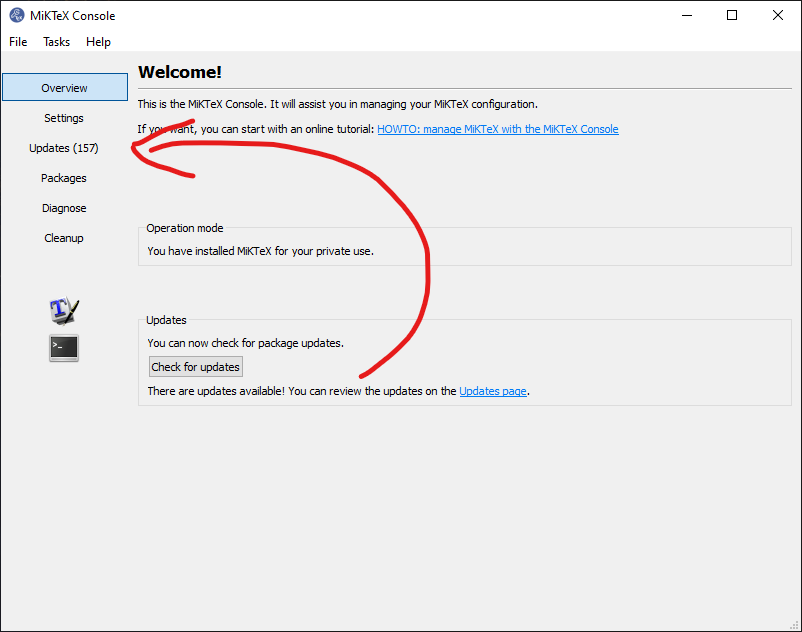 MiKTeX Console
File Tasks Help
Overview
Settings
Updates (157)
Packages
Diagnose
Cleanup
Welcome!
This is the MiKTeX Console. It will assist you in managing your MiKTeX configuration.
If you want, you can start with an online tutorial: HOWTO: manage MiKTeX with the MiKTeX Console
Operation mode
You have installed MiKTeX for your private use.
Updates
You can now check for package updates.
Check for updates
There are updates available! You can review the updates on the Updates page.